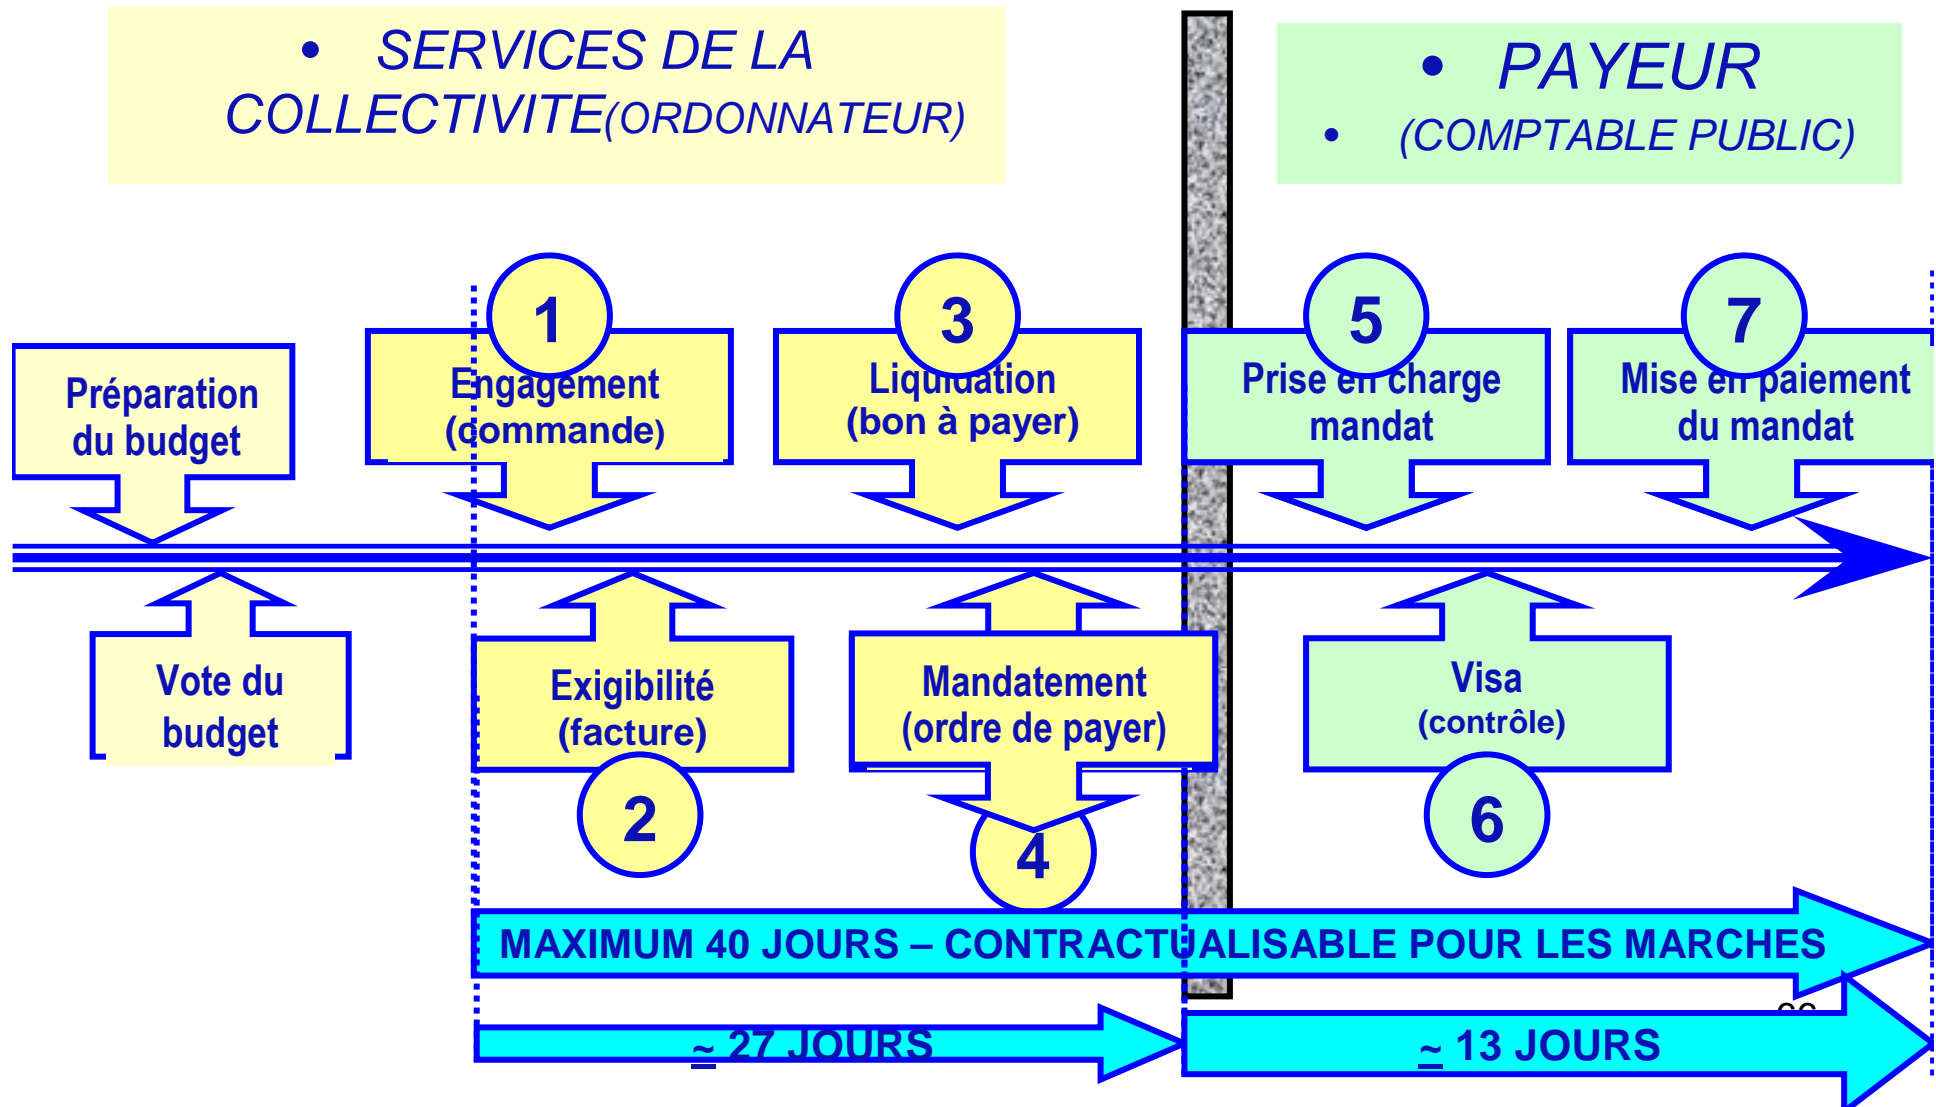 • SERVICES DE LA
COLLECTIVITE(ORDONNATEUR)
• PAYEUR
• (COMPTABLE PUBLIC)
1
3
5
7
Préparation
du budget
Engagement
(commande)
Liquidation
(bon à payer)
Prise en charge
mandat
Mise en paiement
du mandat
Vote du
budget
Exigibilité
(facture)
Mandatement
(ordre de payer)
Visa
(contrôle)
2
4
6
MAXIMUM 40 JOURS – CONTRACTUALISABLE POUR LES MARCHES
~ 27 JOURS
~ 13 JOURS